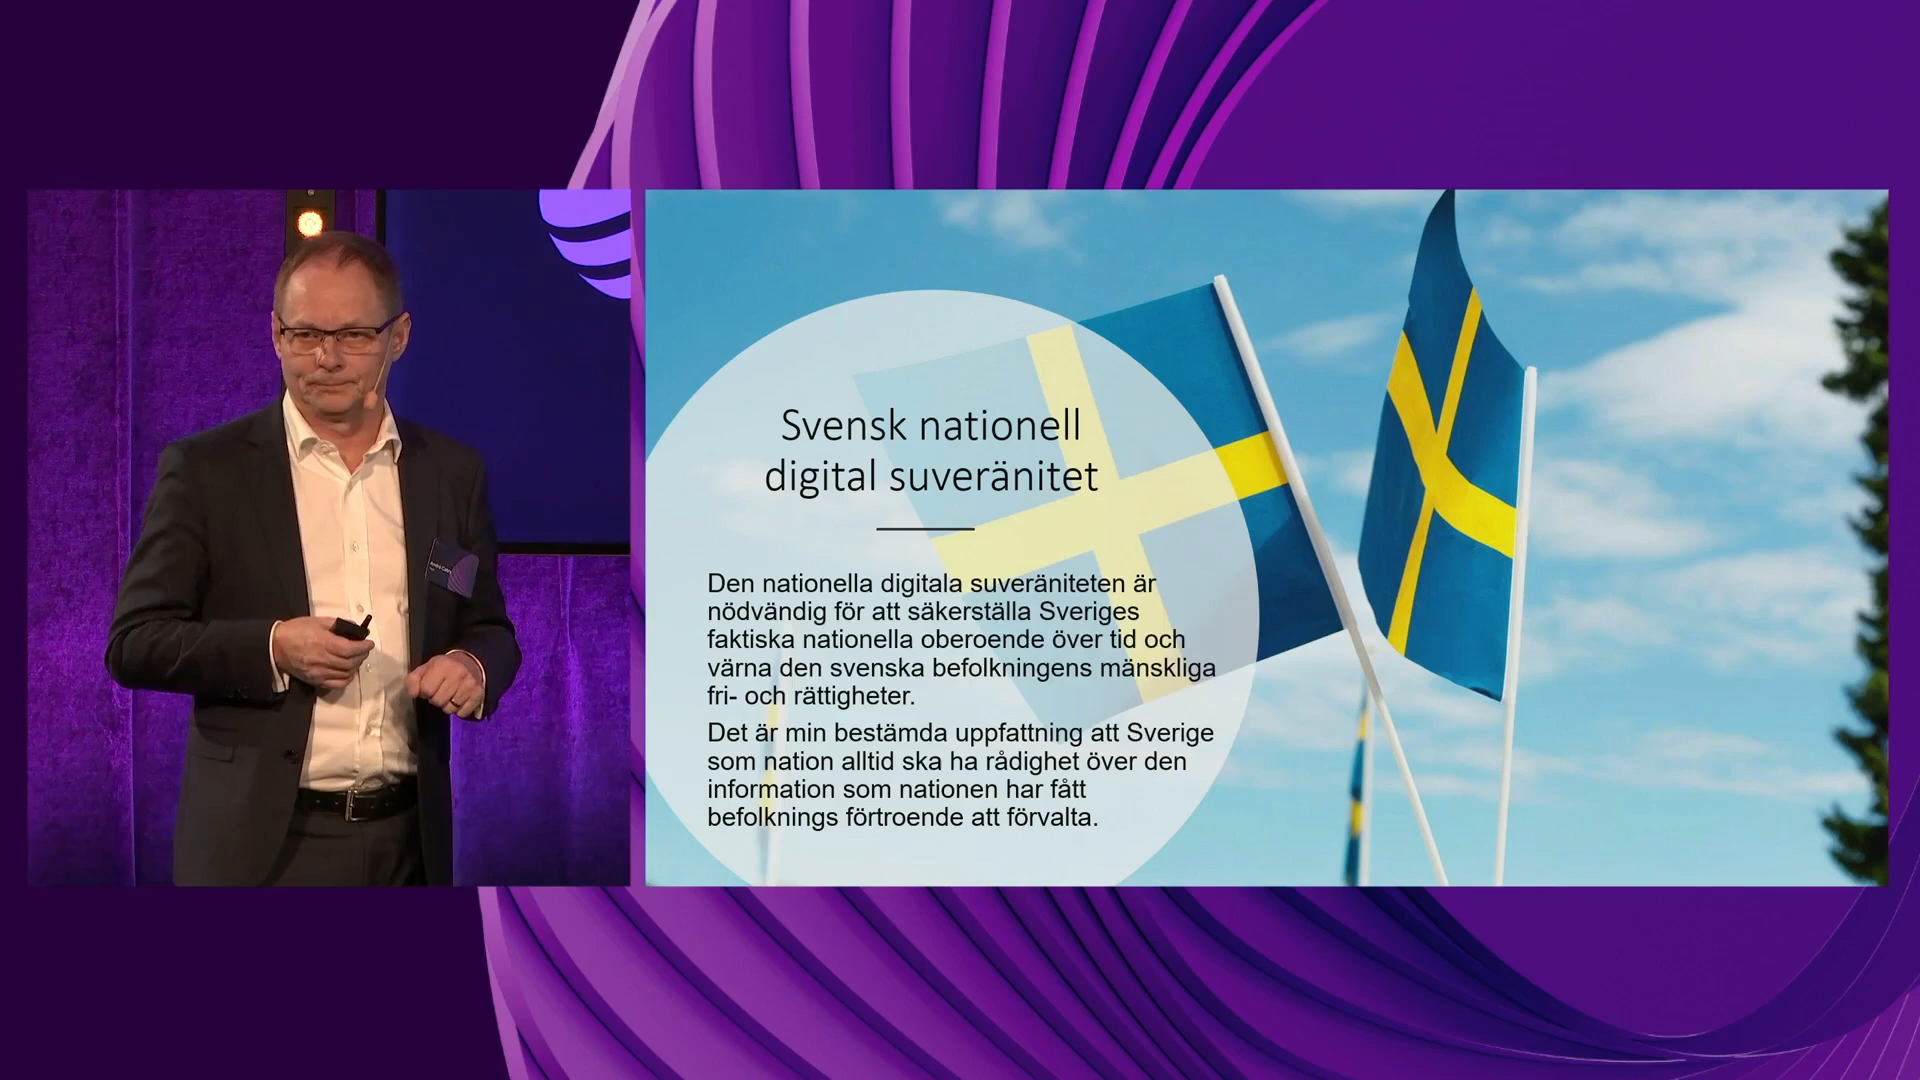 Svensk nationell
digital suveränitet
Den nationella digitala suveräniteten är
nödvändig för att säkerställa Sveriges
faktiska nationella oberoende över tid och
värna den svenska befolkningens mänskliga
fri- och rättigheter.
Det är min bestämda uppfattning att Sverige
som nation alltid ska ha rådighet över den
information som nationen har fått
befolknings förtroende att förvalta.